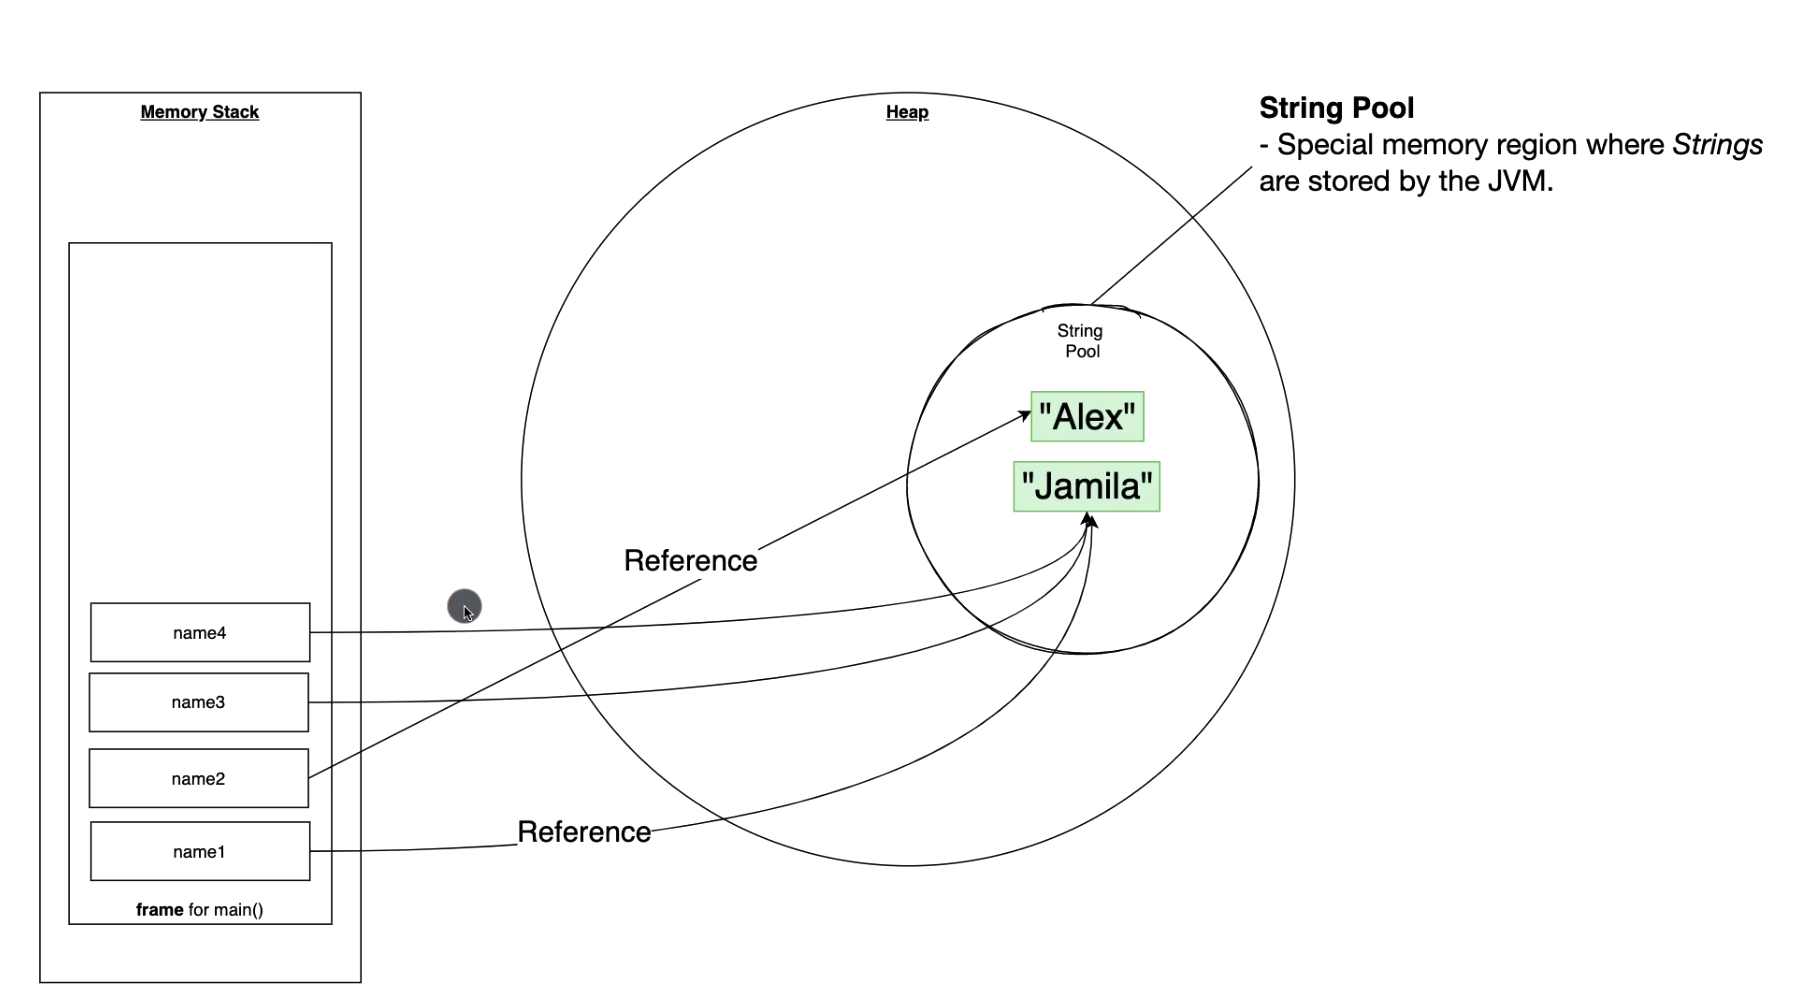 Memory Stack
Heap
String Pool
- Special memory region where Strings
are stored by the JVM.
String
Pool
"Alex"
"Jamila"
Reference
name4
name3
name2
Reference
name1
frame for main()